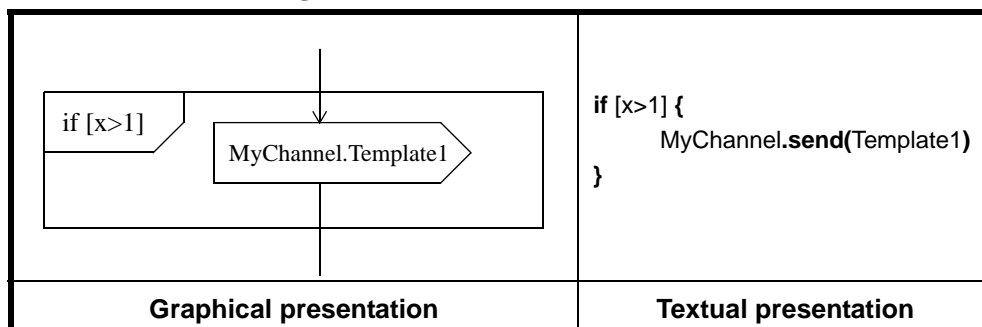 if [x>1]
MyChannel.Template1
if [x>1] {
MyChannel.send(Template1)
}
Graphical presentation
Textual presentation